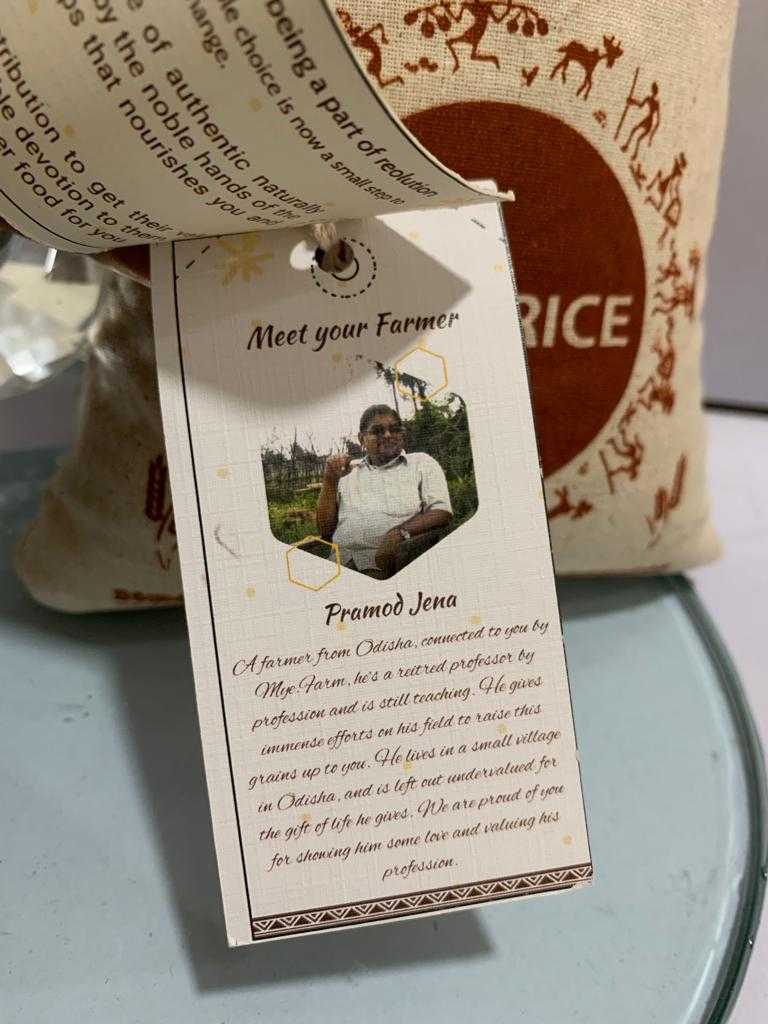 being a part of reolution
le choice is now a small step to
hange.
e of authentic naturally
by the noble hands of the
ps that nourishes you and
tribution to get their
ble devotion to them
er food for you
RICE
Meet your Farmer
Pramod Jena
A farmer from Odisha, connected to you by
Mye.Farm, he's a reitred professor by
profession and is still teaching. He gives
immense efforts on his field to raise this
grains up to you. He lives in a small village
in Odisha, and is left out undervalued for
the gift of life he gives. We are proud of you
for showing him some love and valuing his
profession.